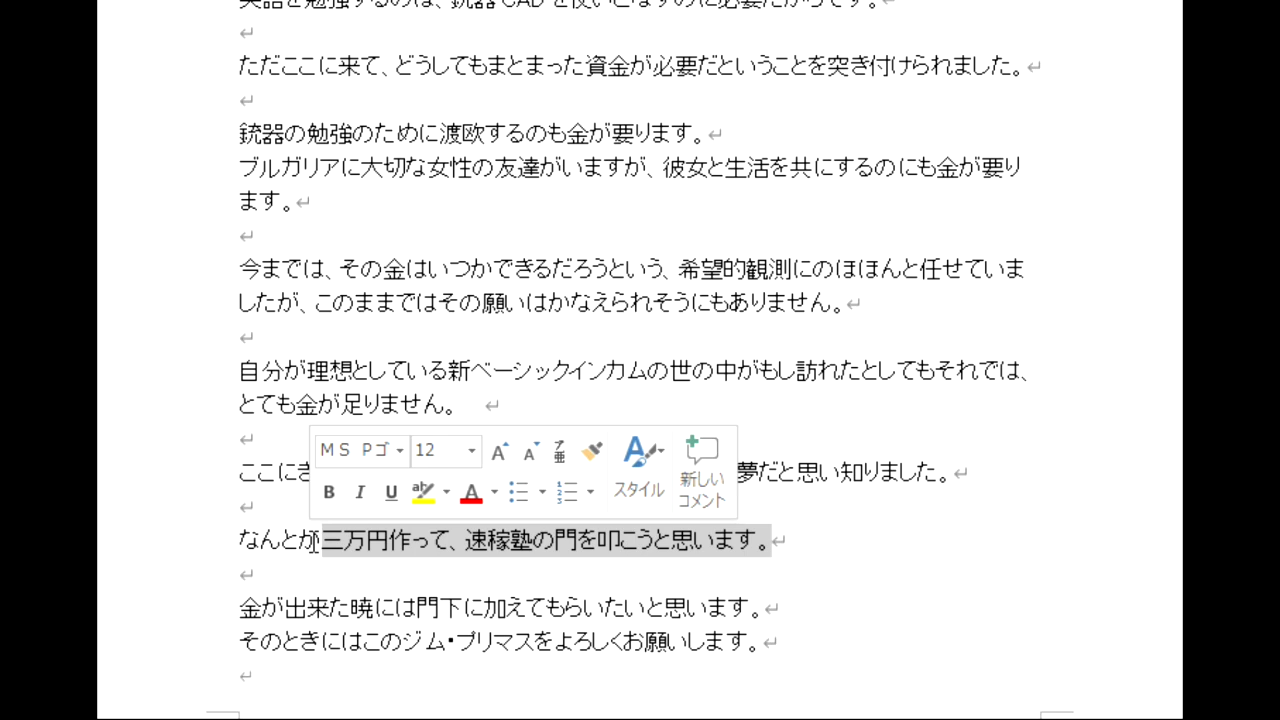 ただここに来て、どうしてもまとまった資金が必要だということを突き付けられました。
銃器の勉強のために渡欧するのも金が要ります。
ブルガリアに大切な女性の友達がいますが、彼女と生活を共にするのにも金が要り
ます。
今までは、その金はいつかできるだろうという、希望的観測にのほほんと任せていま
したが、このままではその願いはかなえられそうにもありません。
自分が理想としている新ベーシックインカムの世の中がもし訪れたとしてもそれでは、
とても金が足りません。
MS Pゴ 12 A A ア亜 A
ここにき
夢だと思い知りました。
B I U ab A スタイル 新しい
コメント
なんとか三万円作って、速稼塾の門を叩こうと思います。
金が出来た暁には門下に加えてもらいたいと思います。
そのときにはこのジム・プリマスをよろしくお願いします。